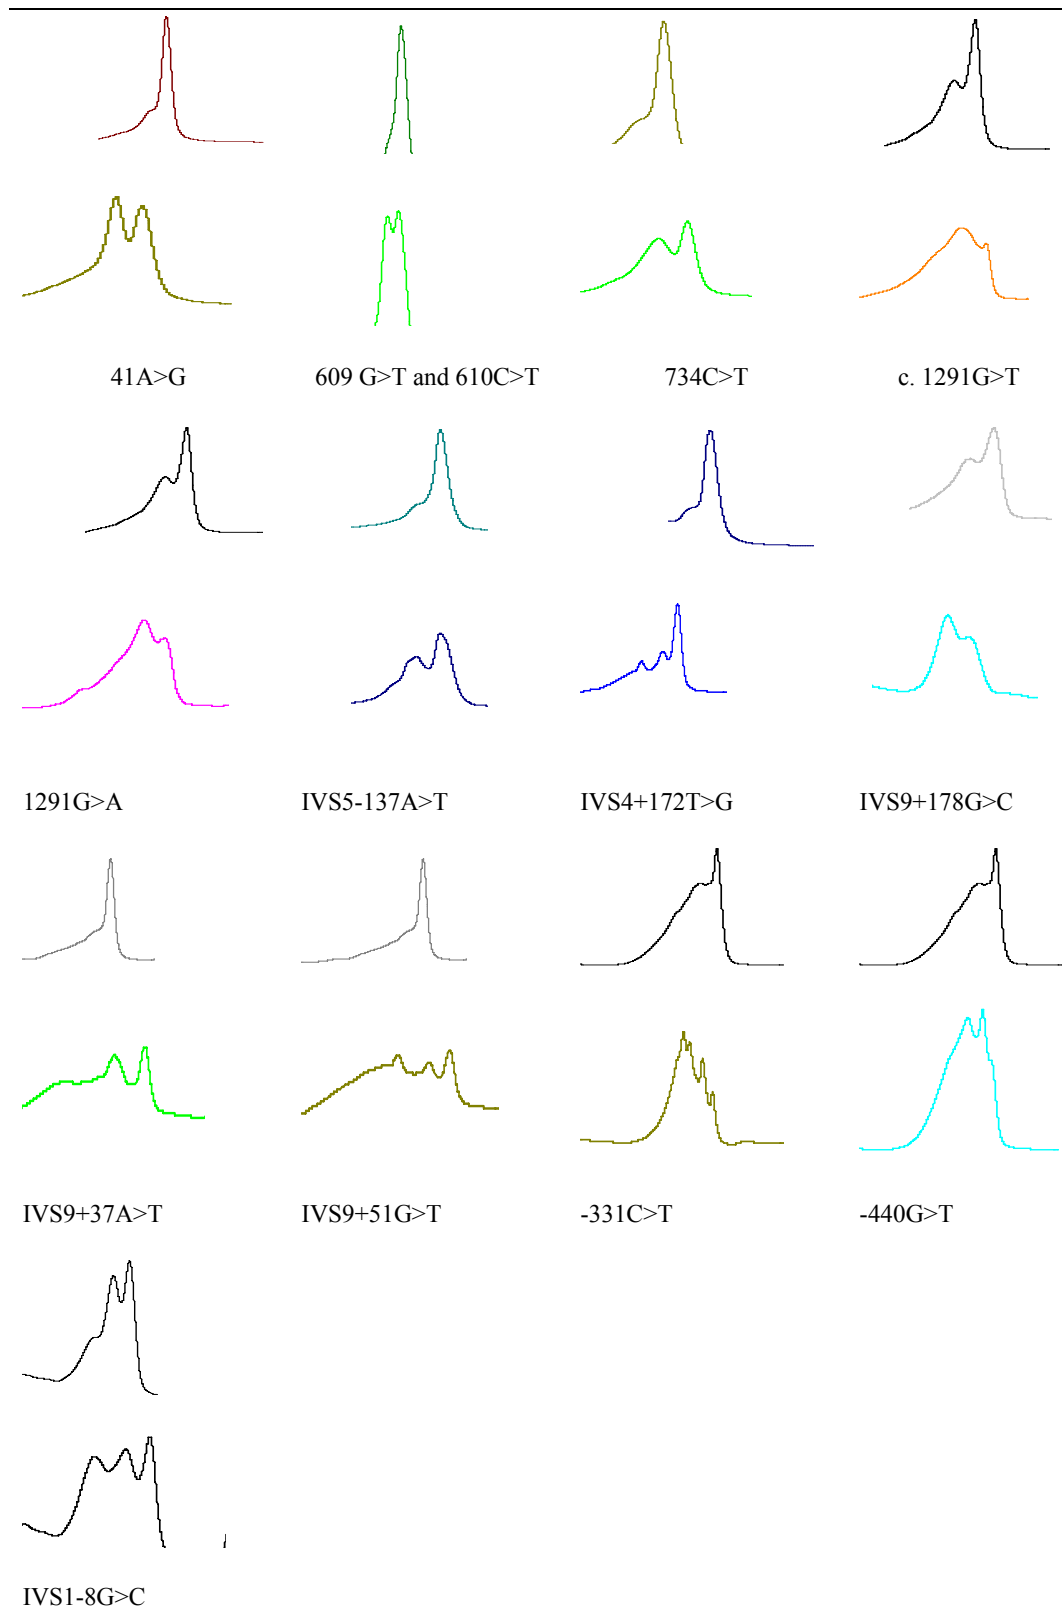 41A>G 609 G>T and 610C>T 734C>T c. 1291G>T
1291G>A IVS5-137A>T IVS4+172T>G IVS9+178G>C
IVS9+37A>T IVS9+51G>T -331C>T -440G>T
IVS1-8G>C